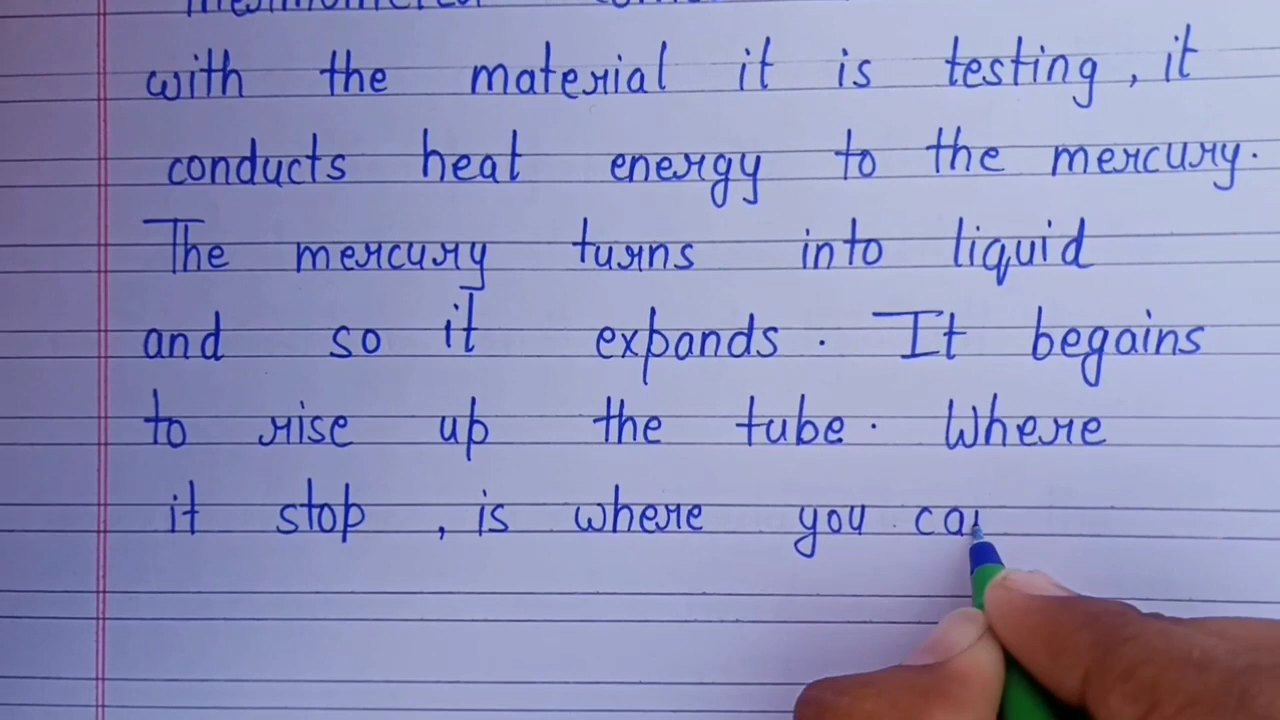 with the material it is testing, it
conducts heat energy to the mercury.
The mercury turns into liquid
and so it expands. It begains
to rise up the tube. Where
it stop, is where you ca